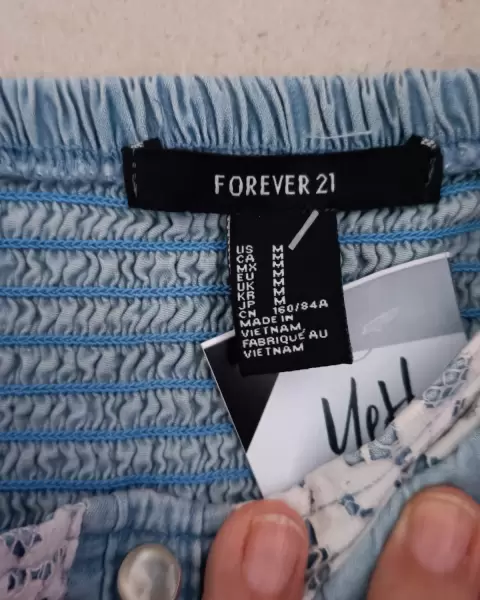 FOREVER 21
US M
CA M
MX M
EU M
UK M
KR M
JP M
CN 160/84A
MADE IN
VIETNAM,
FABRIQUÉ AU
VIETNAM